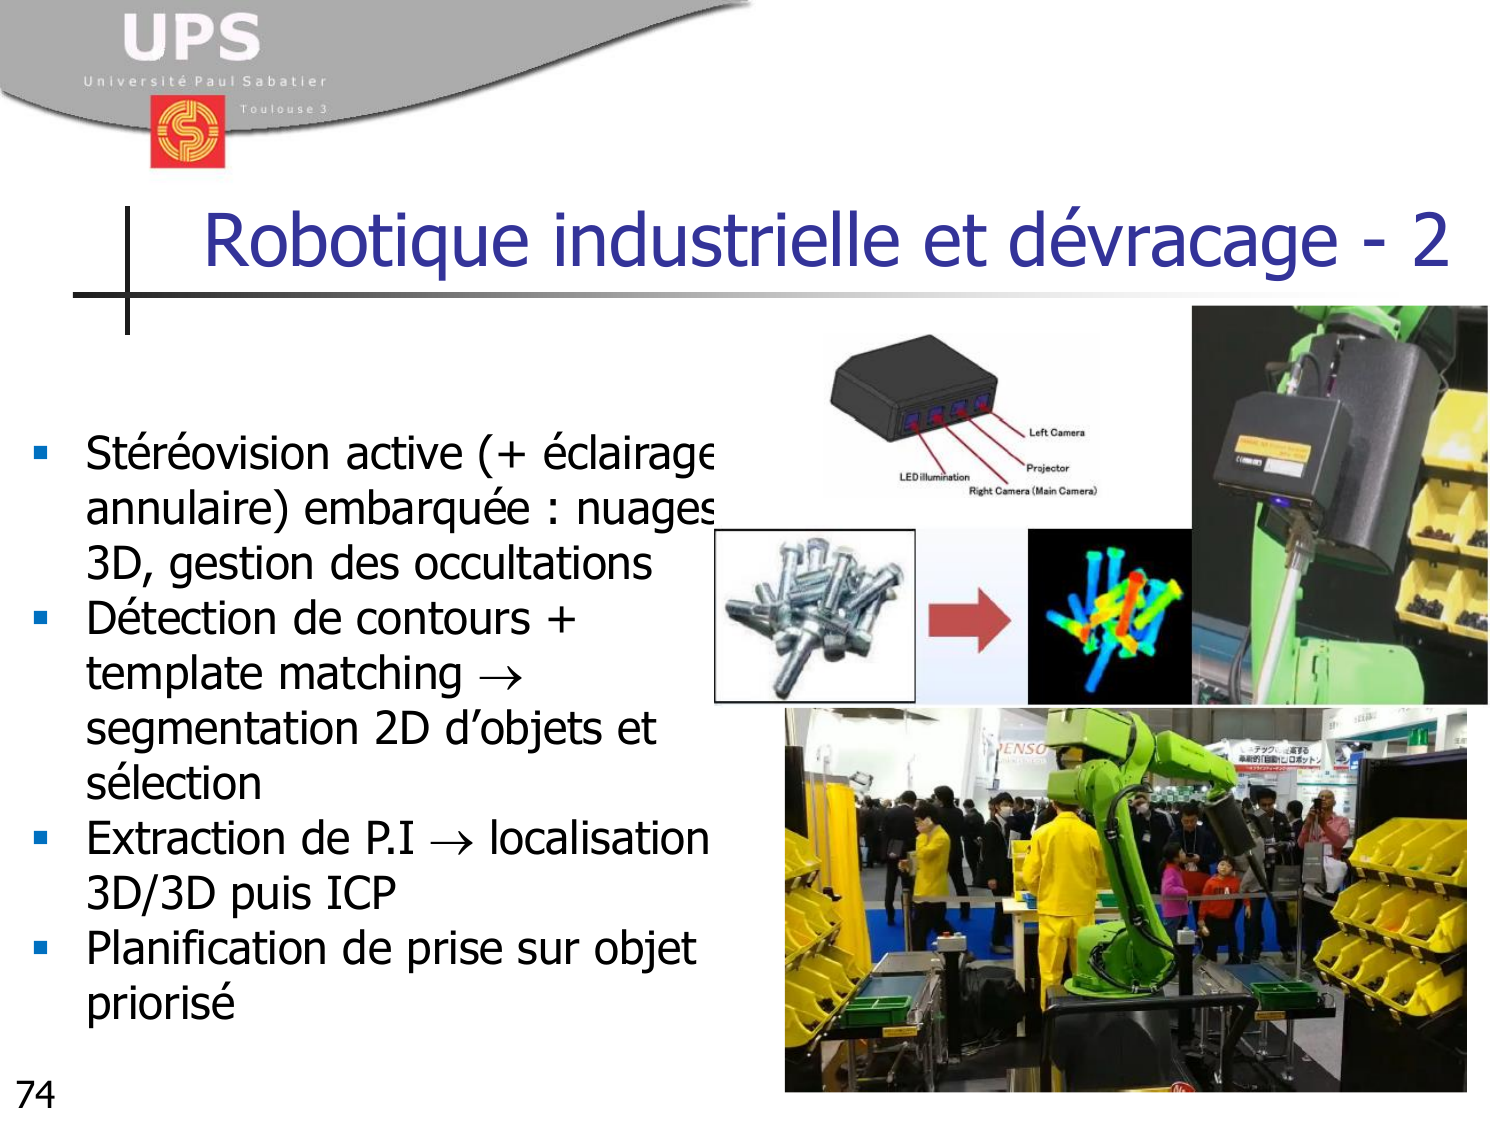 UPS
Université Paul Sabatier
Toulouse 3
Robotique industrielle et dévracage - 2
▪ Stéréovision active (+ éclairage
annulaire) embarquée : nuages
3D, gestion des occultations
▪ Détection de contours +
template matching →
segmentation 2D d’objets et
sélection
▪ Extraction de P.I → localisation
3D/3D puis ICP
▪ Planification de prise sur objet
priorisé
Left Camera
Projector
LED illumination
Right Camera (Main Camera)
DENSO
74